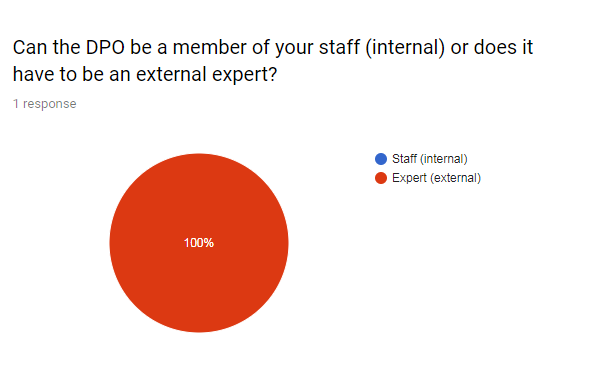 Can the DPO be a member of your staff (internal) or does it
have to be an external expert?
1 response
Staff (internal)
Expert (external)
100%